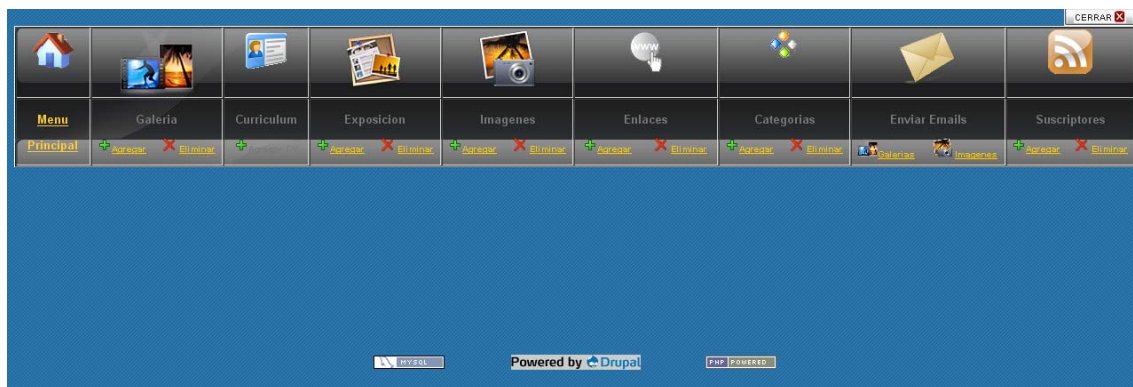 CERRAR
www
Menu Galeria Curriculum Exposicion Imagenes Enlaces Categorias Enviar Emails Suscriptores
Principal Agregar Eliminar Agregar Agregar Eliminar Agregar Eliminar Agregar Eliminar Agregar Eliminar Galerias Imagenes Agregar Eliminar
MYSQL Powered by Drupal PHP POWERED